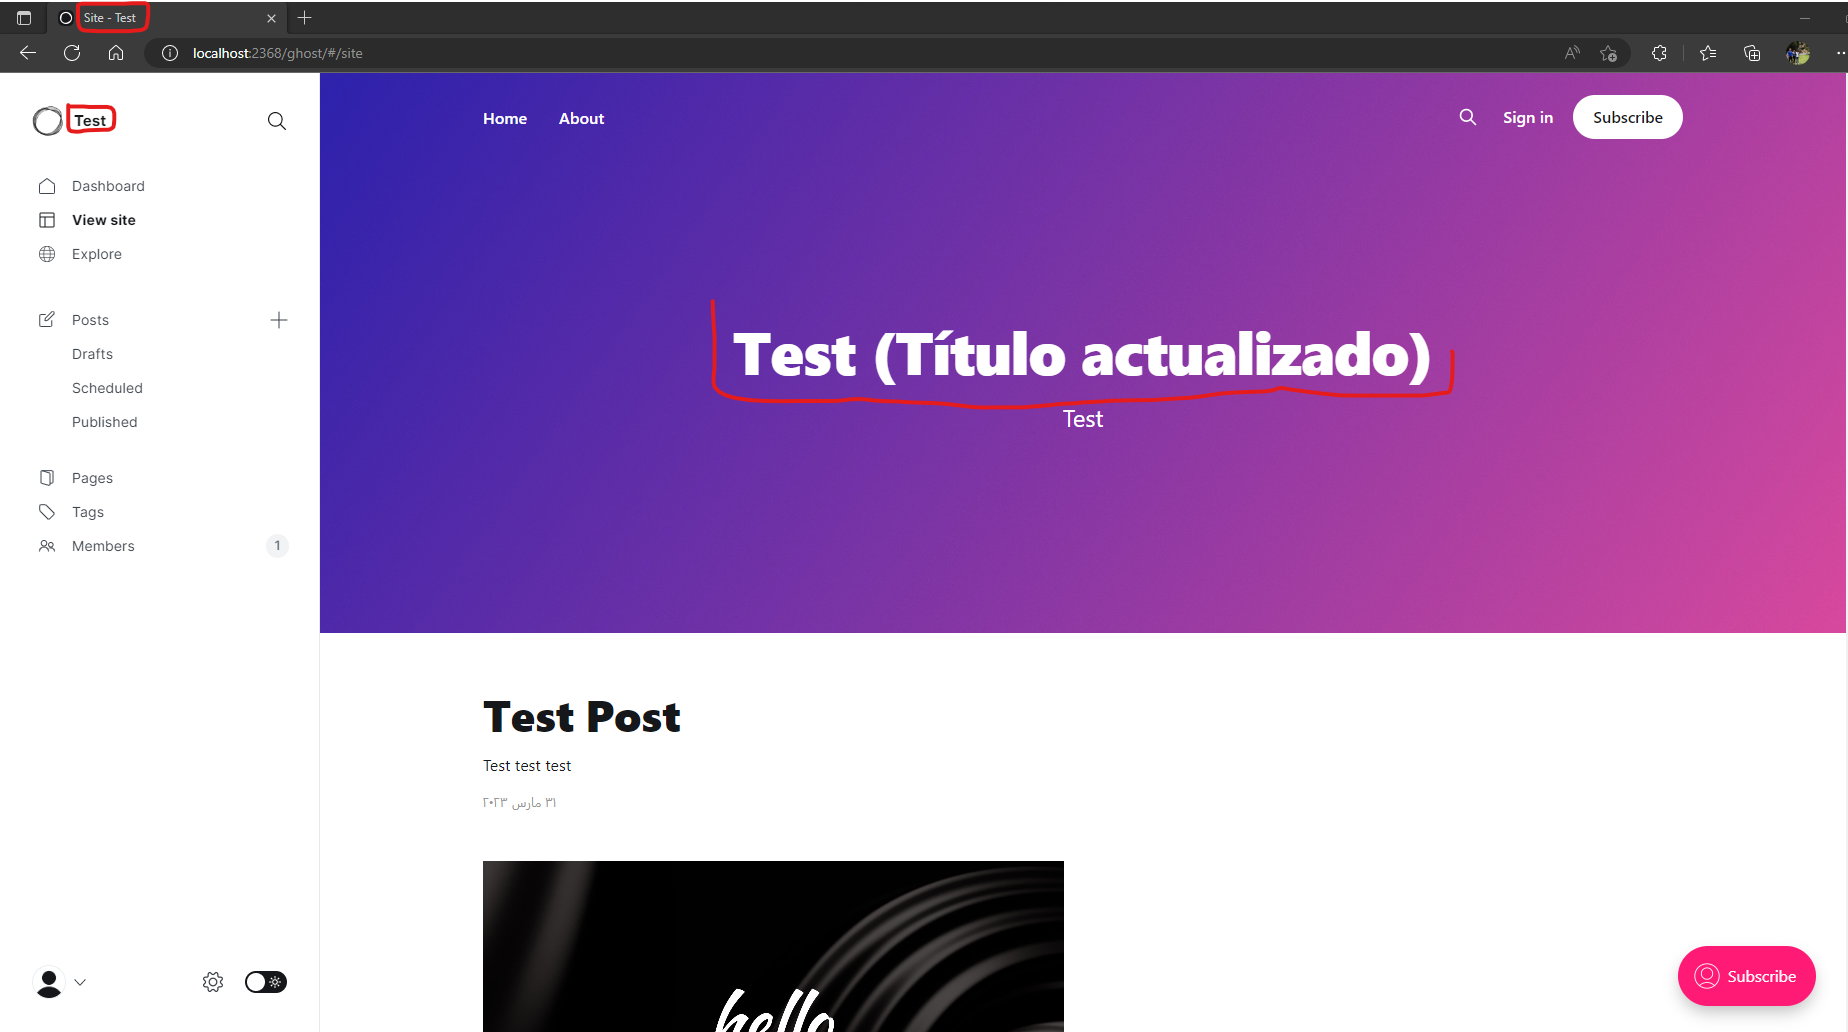 Site - Test
localhost:2368/ghost/#/site
Test
Home About Sign in Subscribe
Dashboard
View site
Explore
Posts
Drafts
Scheduled
Published
Pages
Tags
Members 1
Test (Título actualizado)
Test
Test Post
Test test test
٣١ مارس ٢٠٢٣
hello
Subscribe